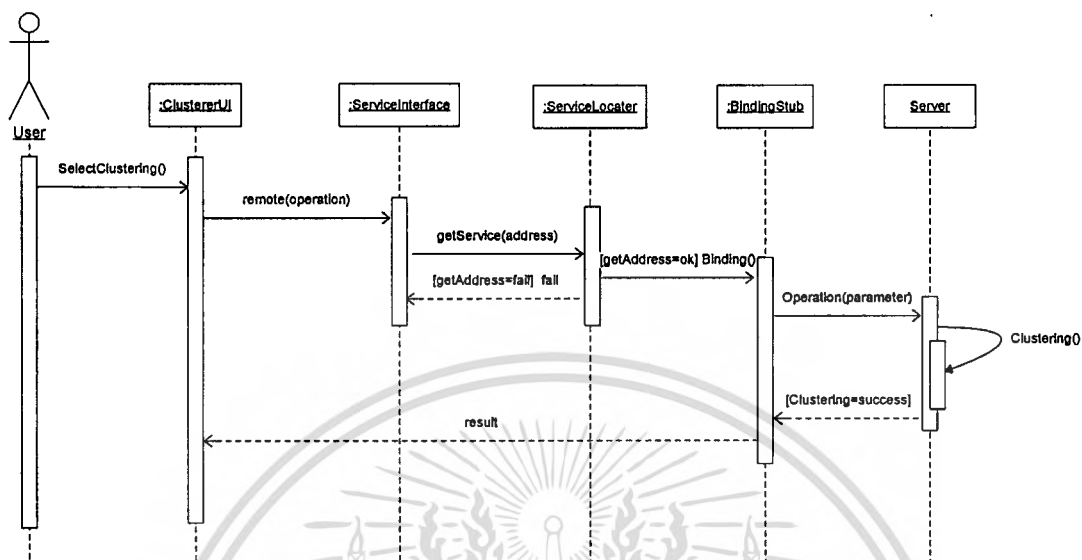 User
:ClustererUI
:ServiceInterface
:ServiceLocater
:BindingStub
Server
SelectClustering()
remote(operation)
getService(address)
[getAddress=ok] Binding()
[getAddress=fail] fail
Operation(parameter)
Clustering()
[Clustering=success]
result